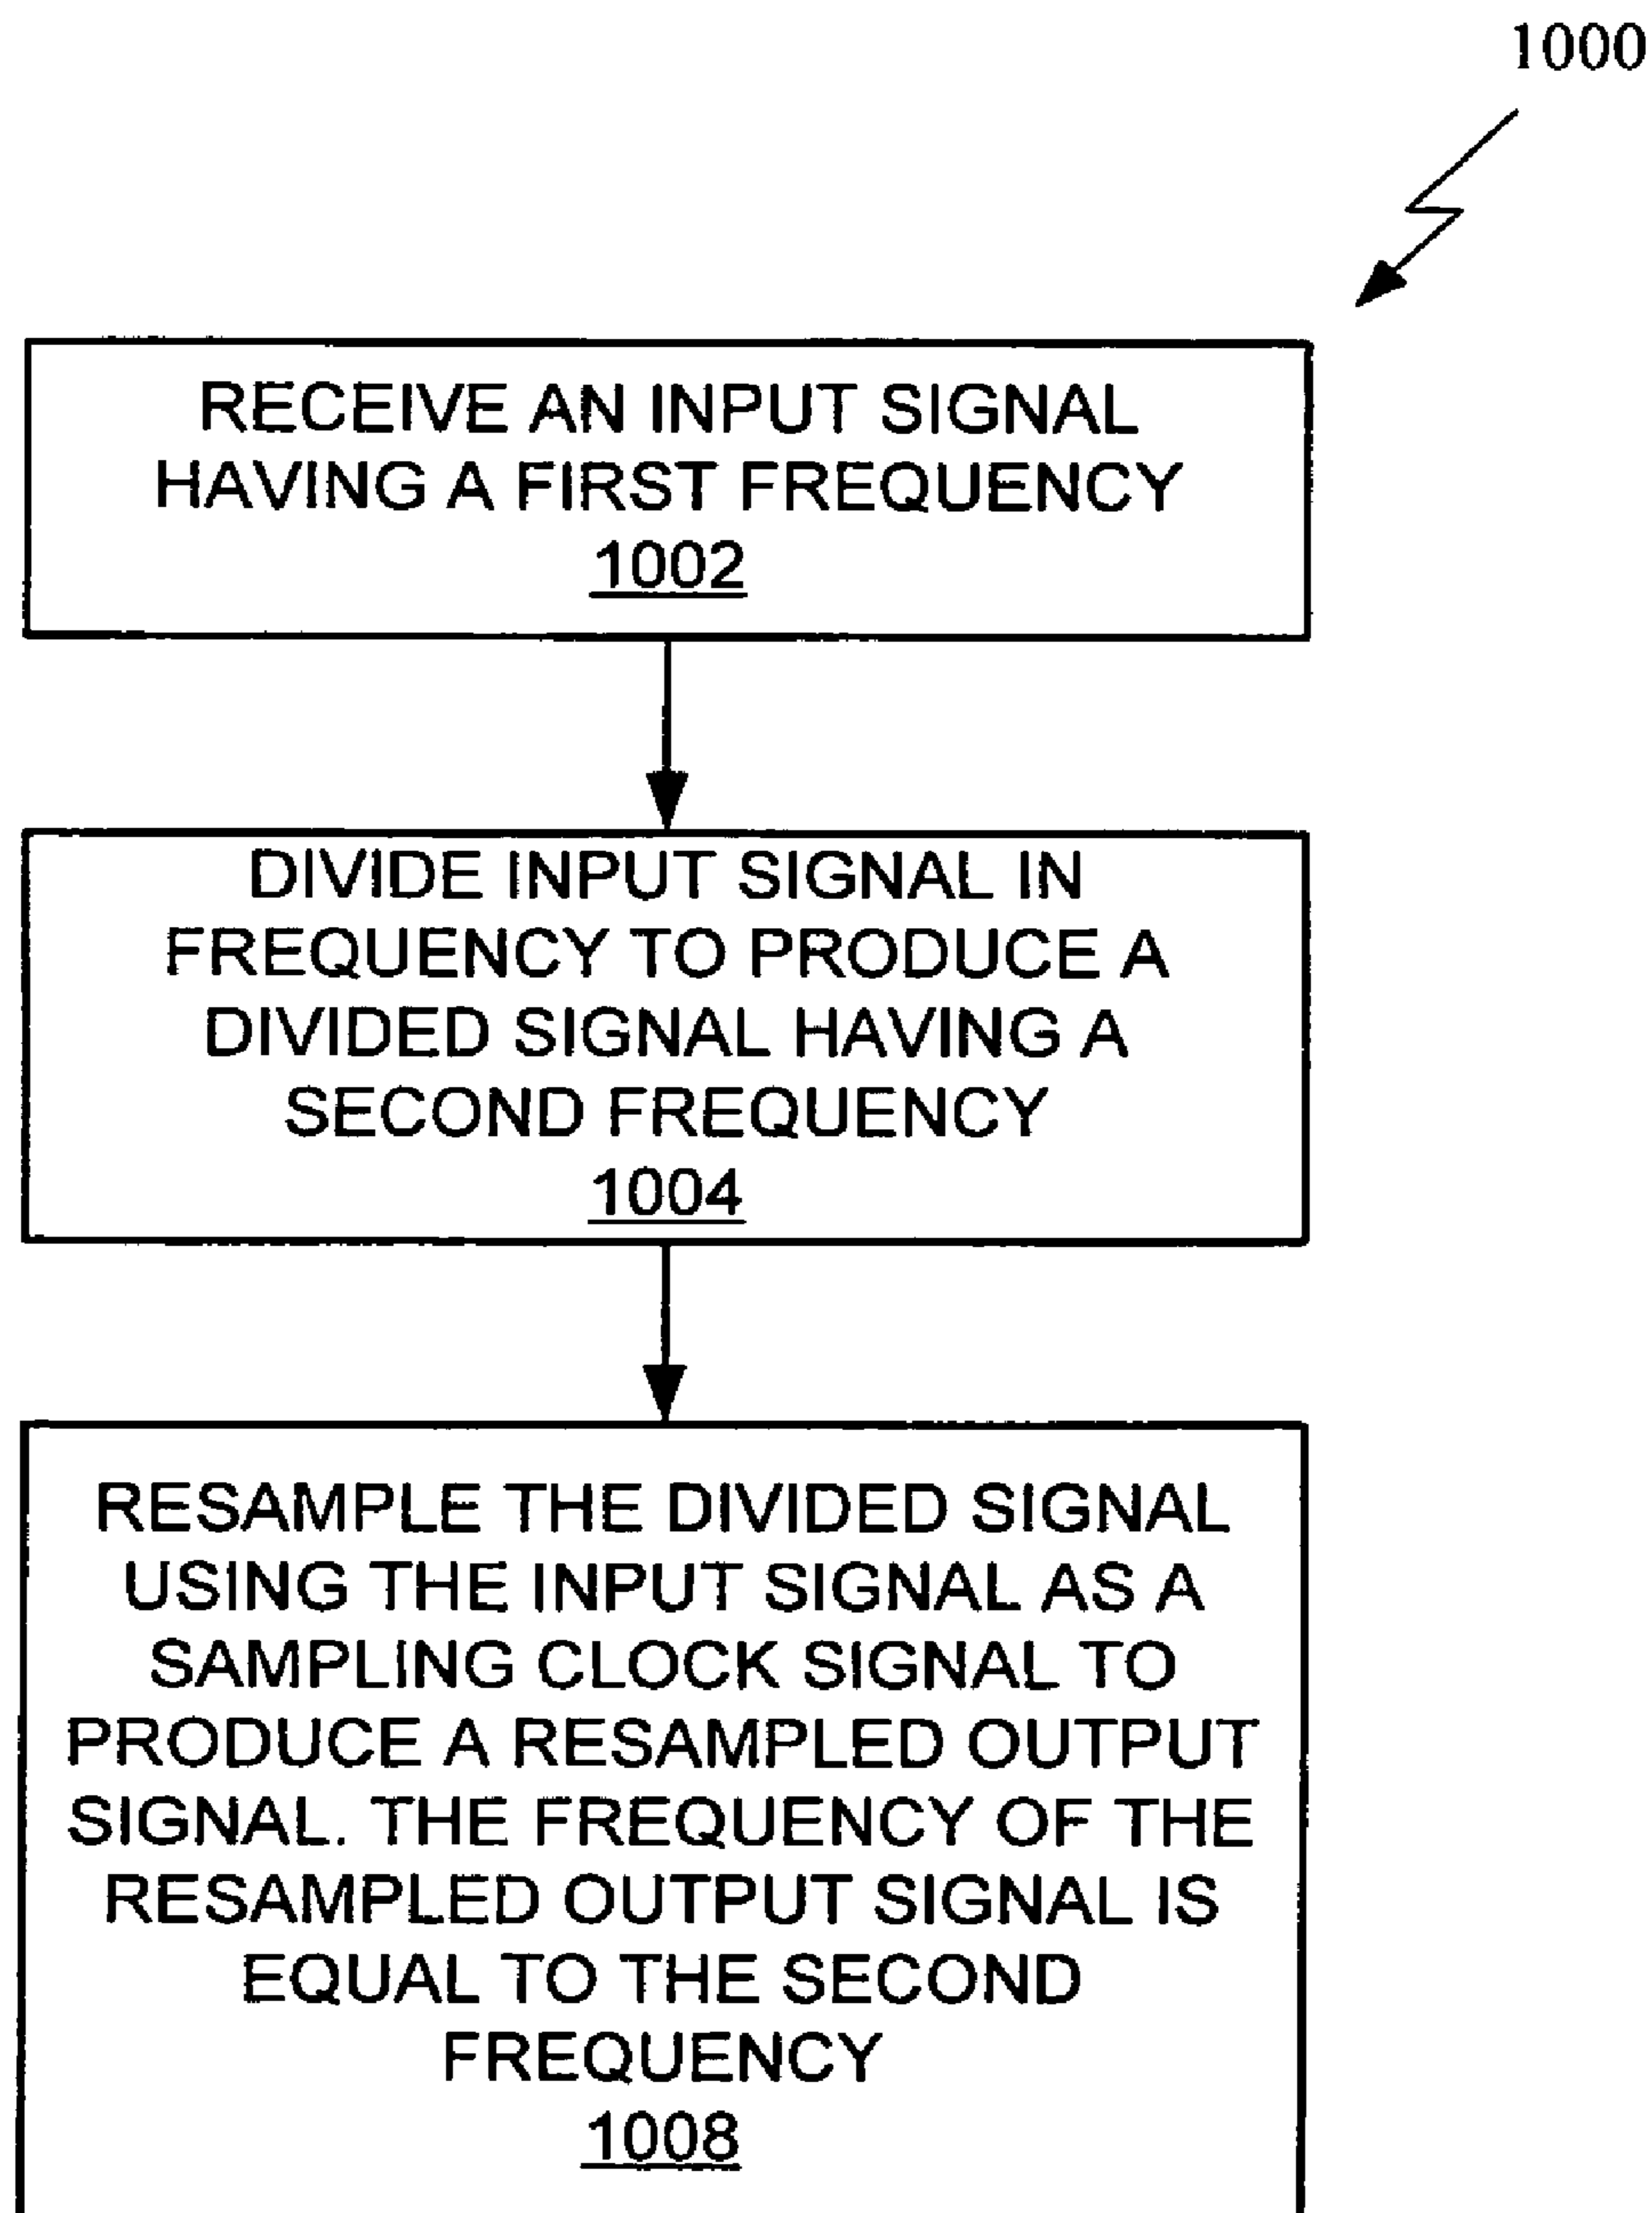 1000
RECEIVE AN INPUT SIGNAL
HAVING A FIRST FREQUENCY
1002
DIVIDE INPUT SIGNAL IN
FREQUENCY TO PRODUCE A
DIVIDED SIGNAL HAVING A
SECOND FREQUENCY
1004
RESAMPLE THE DIVIDED SIGNAL
USING THE INPUT SIGNAL AS A
SAMPLING CLOCK SIGNAL TO
PRODUCE A RESAMPLED OUTPUT
SIGNAL. THE FREQUENCY OF THE
RESAMPLED OUTPUT SIGNAL IS
EQUAL TO THE SECOND
FREQUENCY
1008